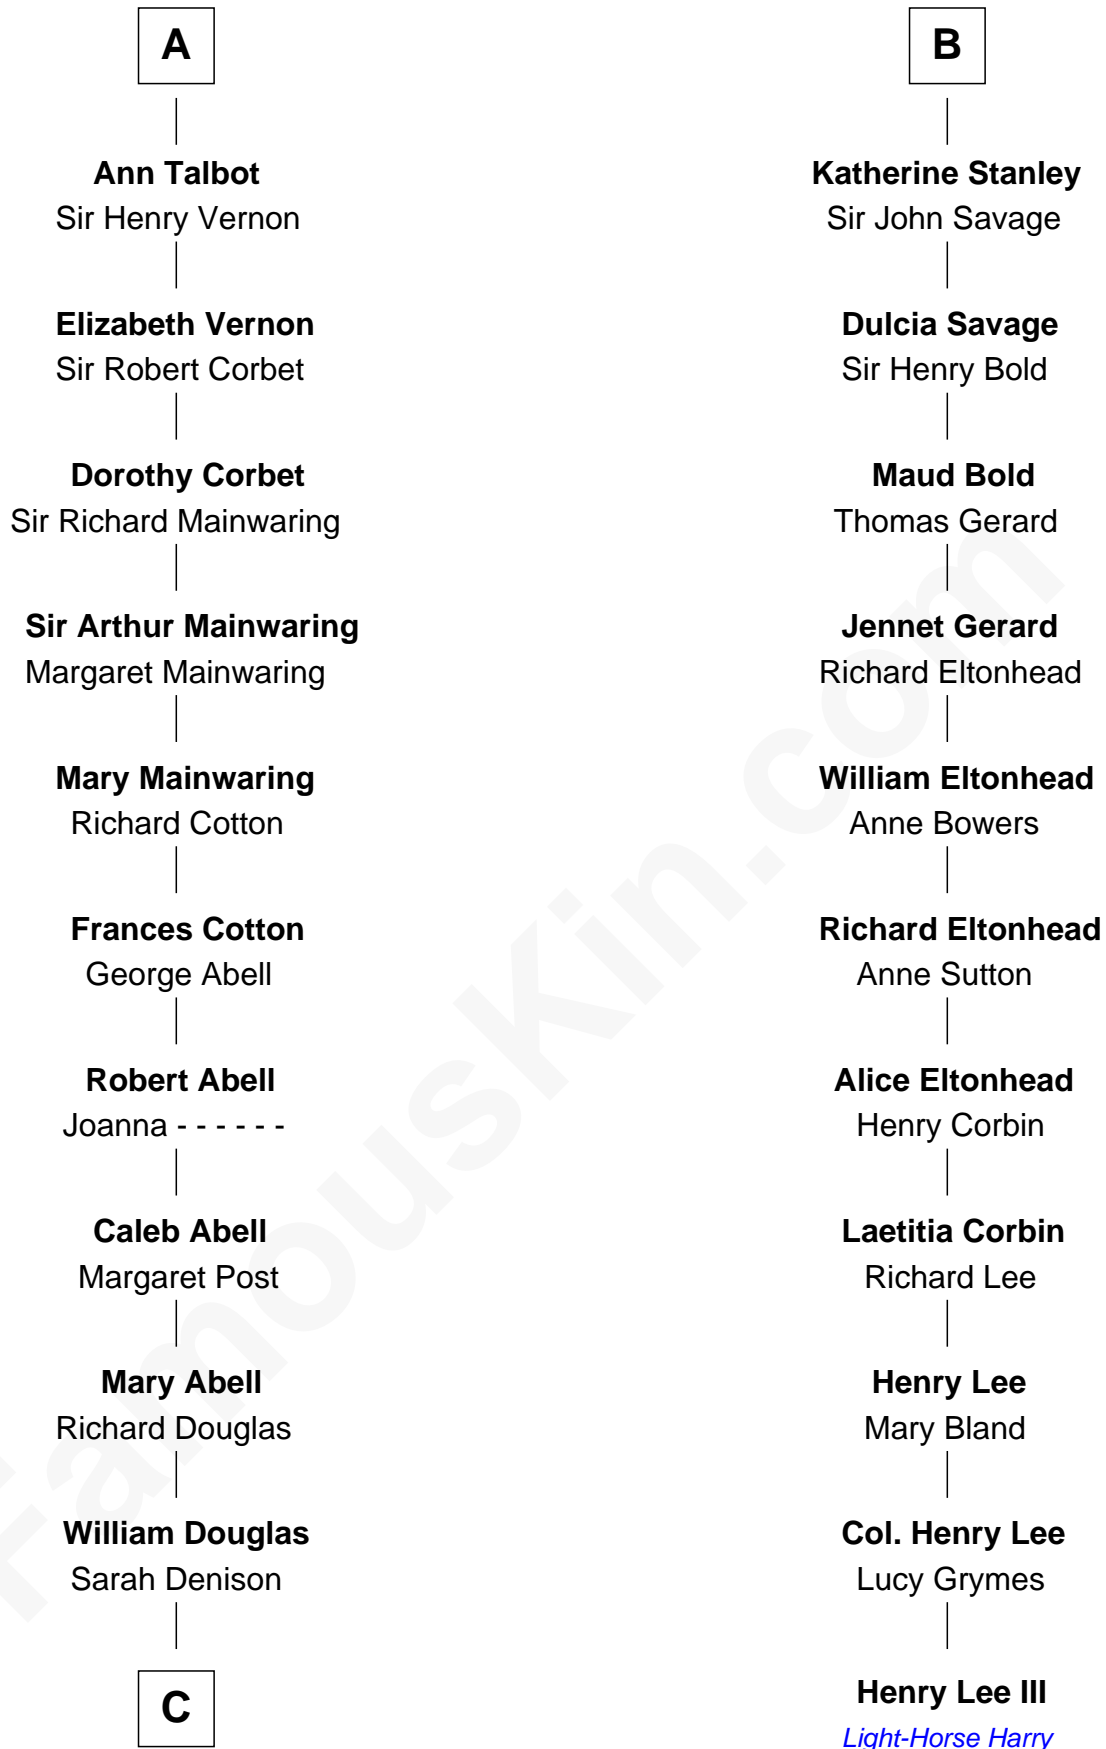 A
Ann Talbot
Sir Henry Vernon
Elizabeth Vernon
Sir Robert Corbet
Dorothy Corbet
Sir Richard Mainwaring
Sir Arthur Mainwaring
Margaret Mainwaring
Mary Mainwaring
Richard Cotton
Frances Cotton
George Abell
Robert Abell
Joanna - - - - - -
Caleb Abell
Margaret Post
Mary Abell
Richard Douglas
William Douglas
Sarah Denison
C
B
Katherine Stanley
Sir John Savage
Dulcia Savage
Sir Henry Bold
Maud Bold
Thomas Gerard
Jennet Gerard
Richard Eltonhead
William Eltonhead
Anne Bowers
Richard Eltonhead
Anne Sutton
Alice Eltonhead
Henry Corbin
Laetitia Corbin
Richard Lee
Henry Lee
Mary Bland
Col. Henry Lee
Lucy Grymes
Henry Lee III
Light-Horse Harry
FamousKin.com